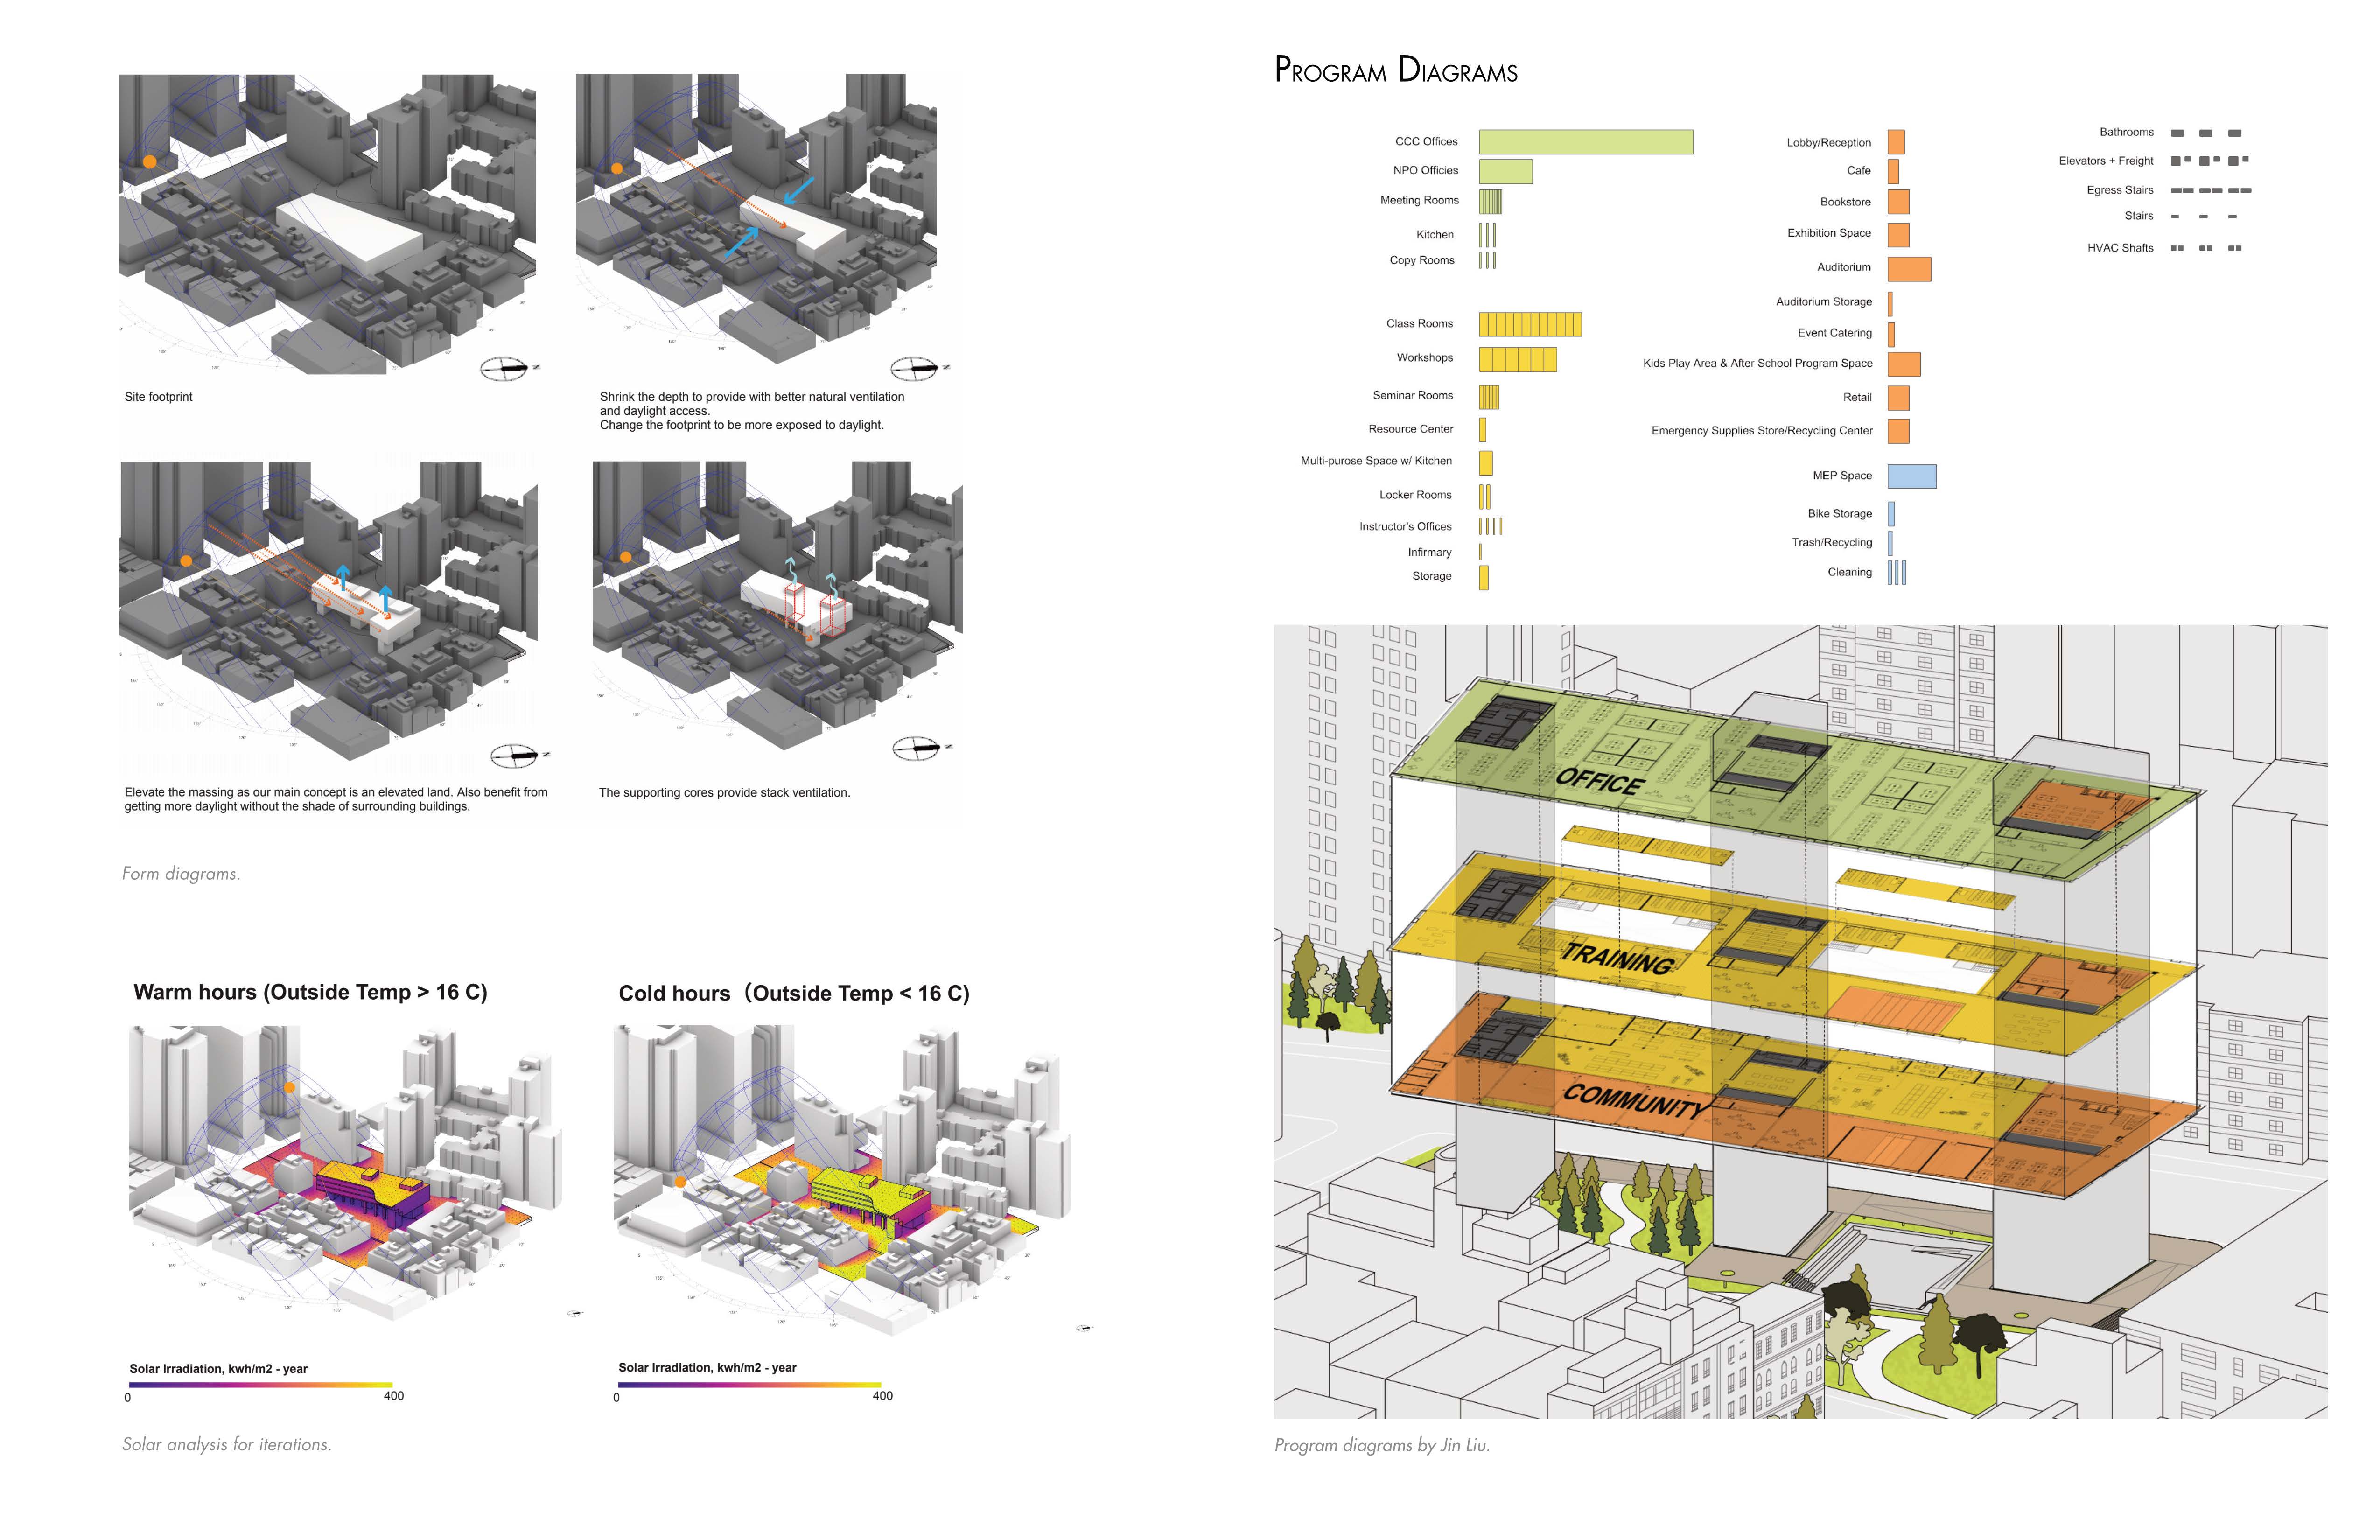 Site footprint
Shrink the depth to provide with better natural ventilation
and daylight access.
Change the footprint to be more exposed to daylight.
Elevate the massing as our main concept is an elevated land. Also benefit from
getting more daylight without the shade of surrounding buildings.
The supporting cores provide stack ventilation.
Form diagrams.
Warm hours (Outside Temp > 16 C)
Cold hours (Outside Temp < 16 C)
Solar Irradiation, kwh/m2 - year
0 400
Solar Irradiation, kwh/m2 - year
0 400
Solar analysis for iterations.
PROGRAM DIAGRAMS
CCC Offices
NPO Officies
Meeting Rooms
Kitchen
Copy Rooms
Class Rooms
Workshops
Seminar Rooms
Resource Center
Multi-purose Space w/ Kitchen
Locker Rooms
Instructor's Offices
Infirmary
Storage
Lobby/Reception
Cafe
Bookstore
Exhibition Space
Auditorium
Auditorium Storage
Event Catering
Kids Play Area & After School Program Space
Retail
Emergency Supplies Store/Recycling Center
MEP Space
Bike Storage
Trash/Recycling
Cleaning
Bathrooms
Elevators + Freight
Egress Stairs
Stairs
HVAC Shafts
OFFICE
TRAINING
COMMUNITY
Program diagrams by Jin Liu.